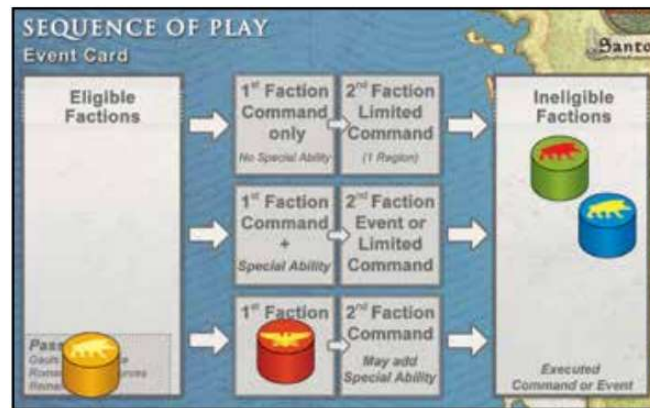 SEQUENCE OF PLAY
Event Card
Santo
Eligible
Factions
1st Faction
Command
only
No Special Ability
2nd Faction
Limited
Command
(1 Region)
Ineligible
Factions
1st Faction
Command
+
Special Ability
2nd Faction
Event or
Limited
Command
1st Faction
2nd Faction
Command
May add
Special Ability
Executed
Command or Event